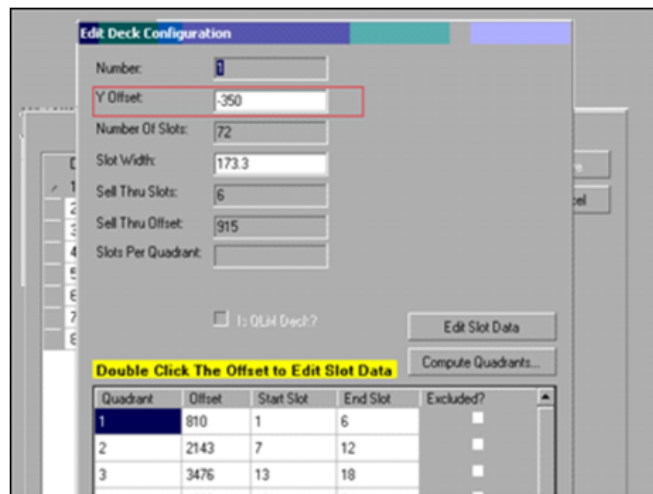 Edit Deck Configuration
Number: 1
Y Offset: -350
Number Of Slots: 72
Slot Width: 173.3
Sell Thru Slots: 6
Sell Thru Offset: 915
Slots Per Quadrant:
Is QLM Deck?
Edit Slot Data
Double Click The Offset to Edit Slot Data
Compute Quadrants...
Quadrant Offset Start Slot End Slot Excluded?
1 810 1 6
2 2143 7 12
3 3476 13 18